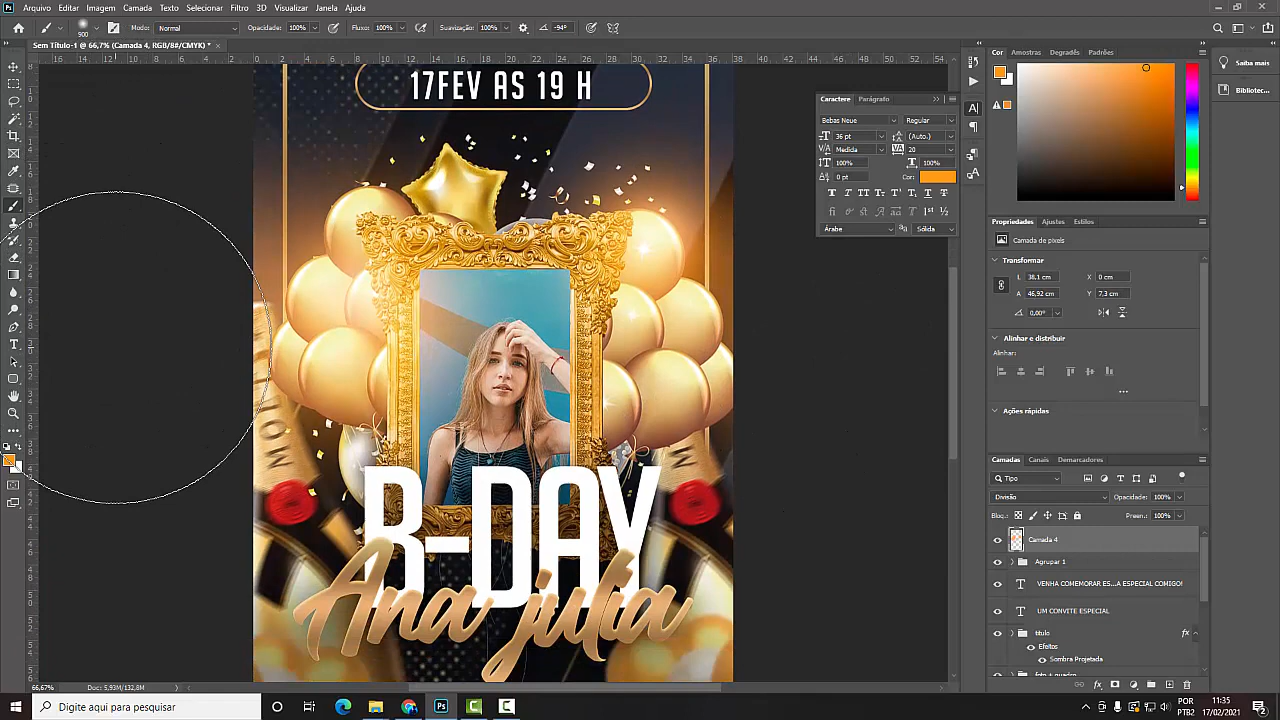 Arquivo Editar Imagem Camada Texto Selecionar Filtro 3D Visualizar Janela Ajuda
500 Modo: Normal Opacidade: 100% Fluxo: 100% Suavização: 100% -94°
Sem Título-1 @ 66,7% (Camada 4, RGB/8#/CMYK) *
17FEV AS 19 H
B-DAY
Ana julia
Caractere Parágrafo
Bebas Neue Regular
36 pt (Auto.)
Medida 20
100% 100%
0 pt Cor:
Árabe Sólida
Cor Amostras Degradês Padrões
Saiba mais
Bibliotec...
Propriedades Ajustes Estilos
Camada de pixels
Transformar
L 38,1 cm X 0 cm
A 46,92 cm Y 7,3 cm
0,00°
Alinhar e distribuir
Alinhar:
Ações rápidas
Camadas Canais Demarcadores
Tipo
Divisão Opacidade: 100%
Bloq.: Preen.: 100%
Camada 4
Agrupar 1
VENHA COMEMORAR ES...A ESPECIAL COMIGO!
UM CONVITE ESPECIAL
titulo fx
Efeitos
Sombra Projetada
66,67% Doc: 5,93M/132,8M
Digite aqui para pesquisar
POR
PTB2
11:35
17/02/2021